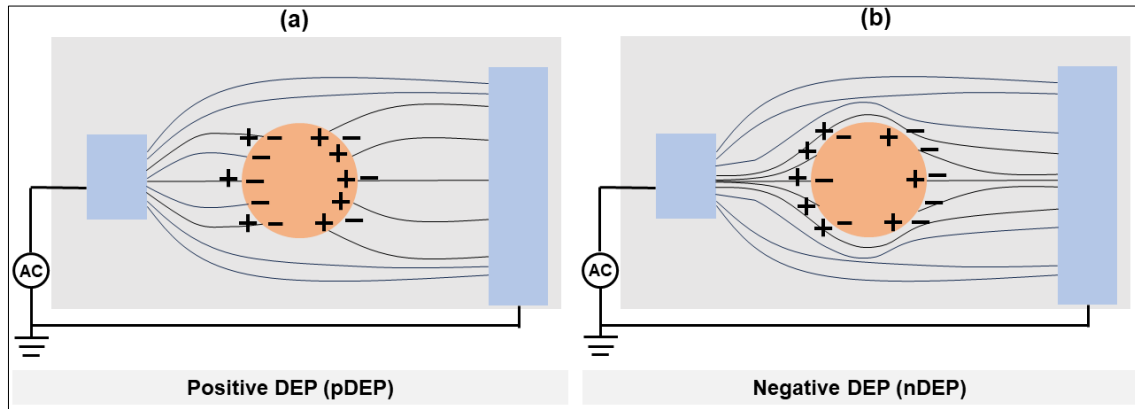 (a)
(b)
AC
AC
Positive DEP (pDEP)
Negative DEP (nDEP)